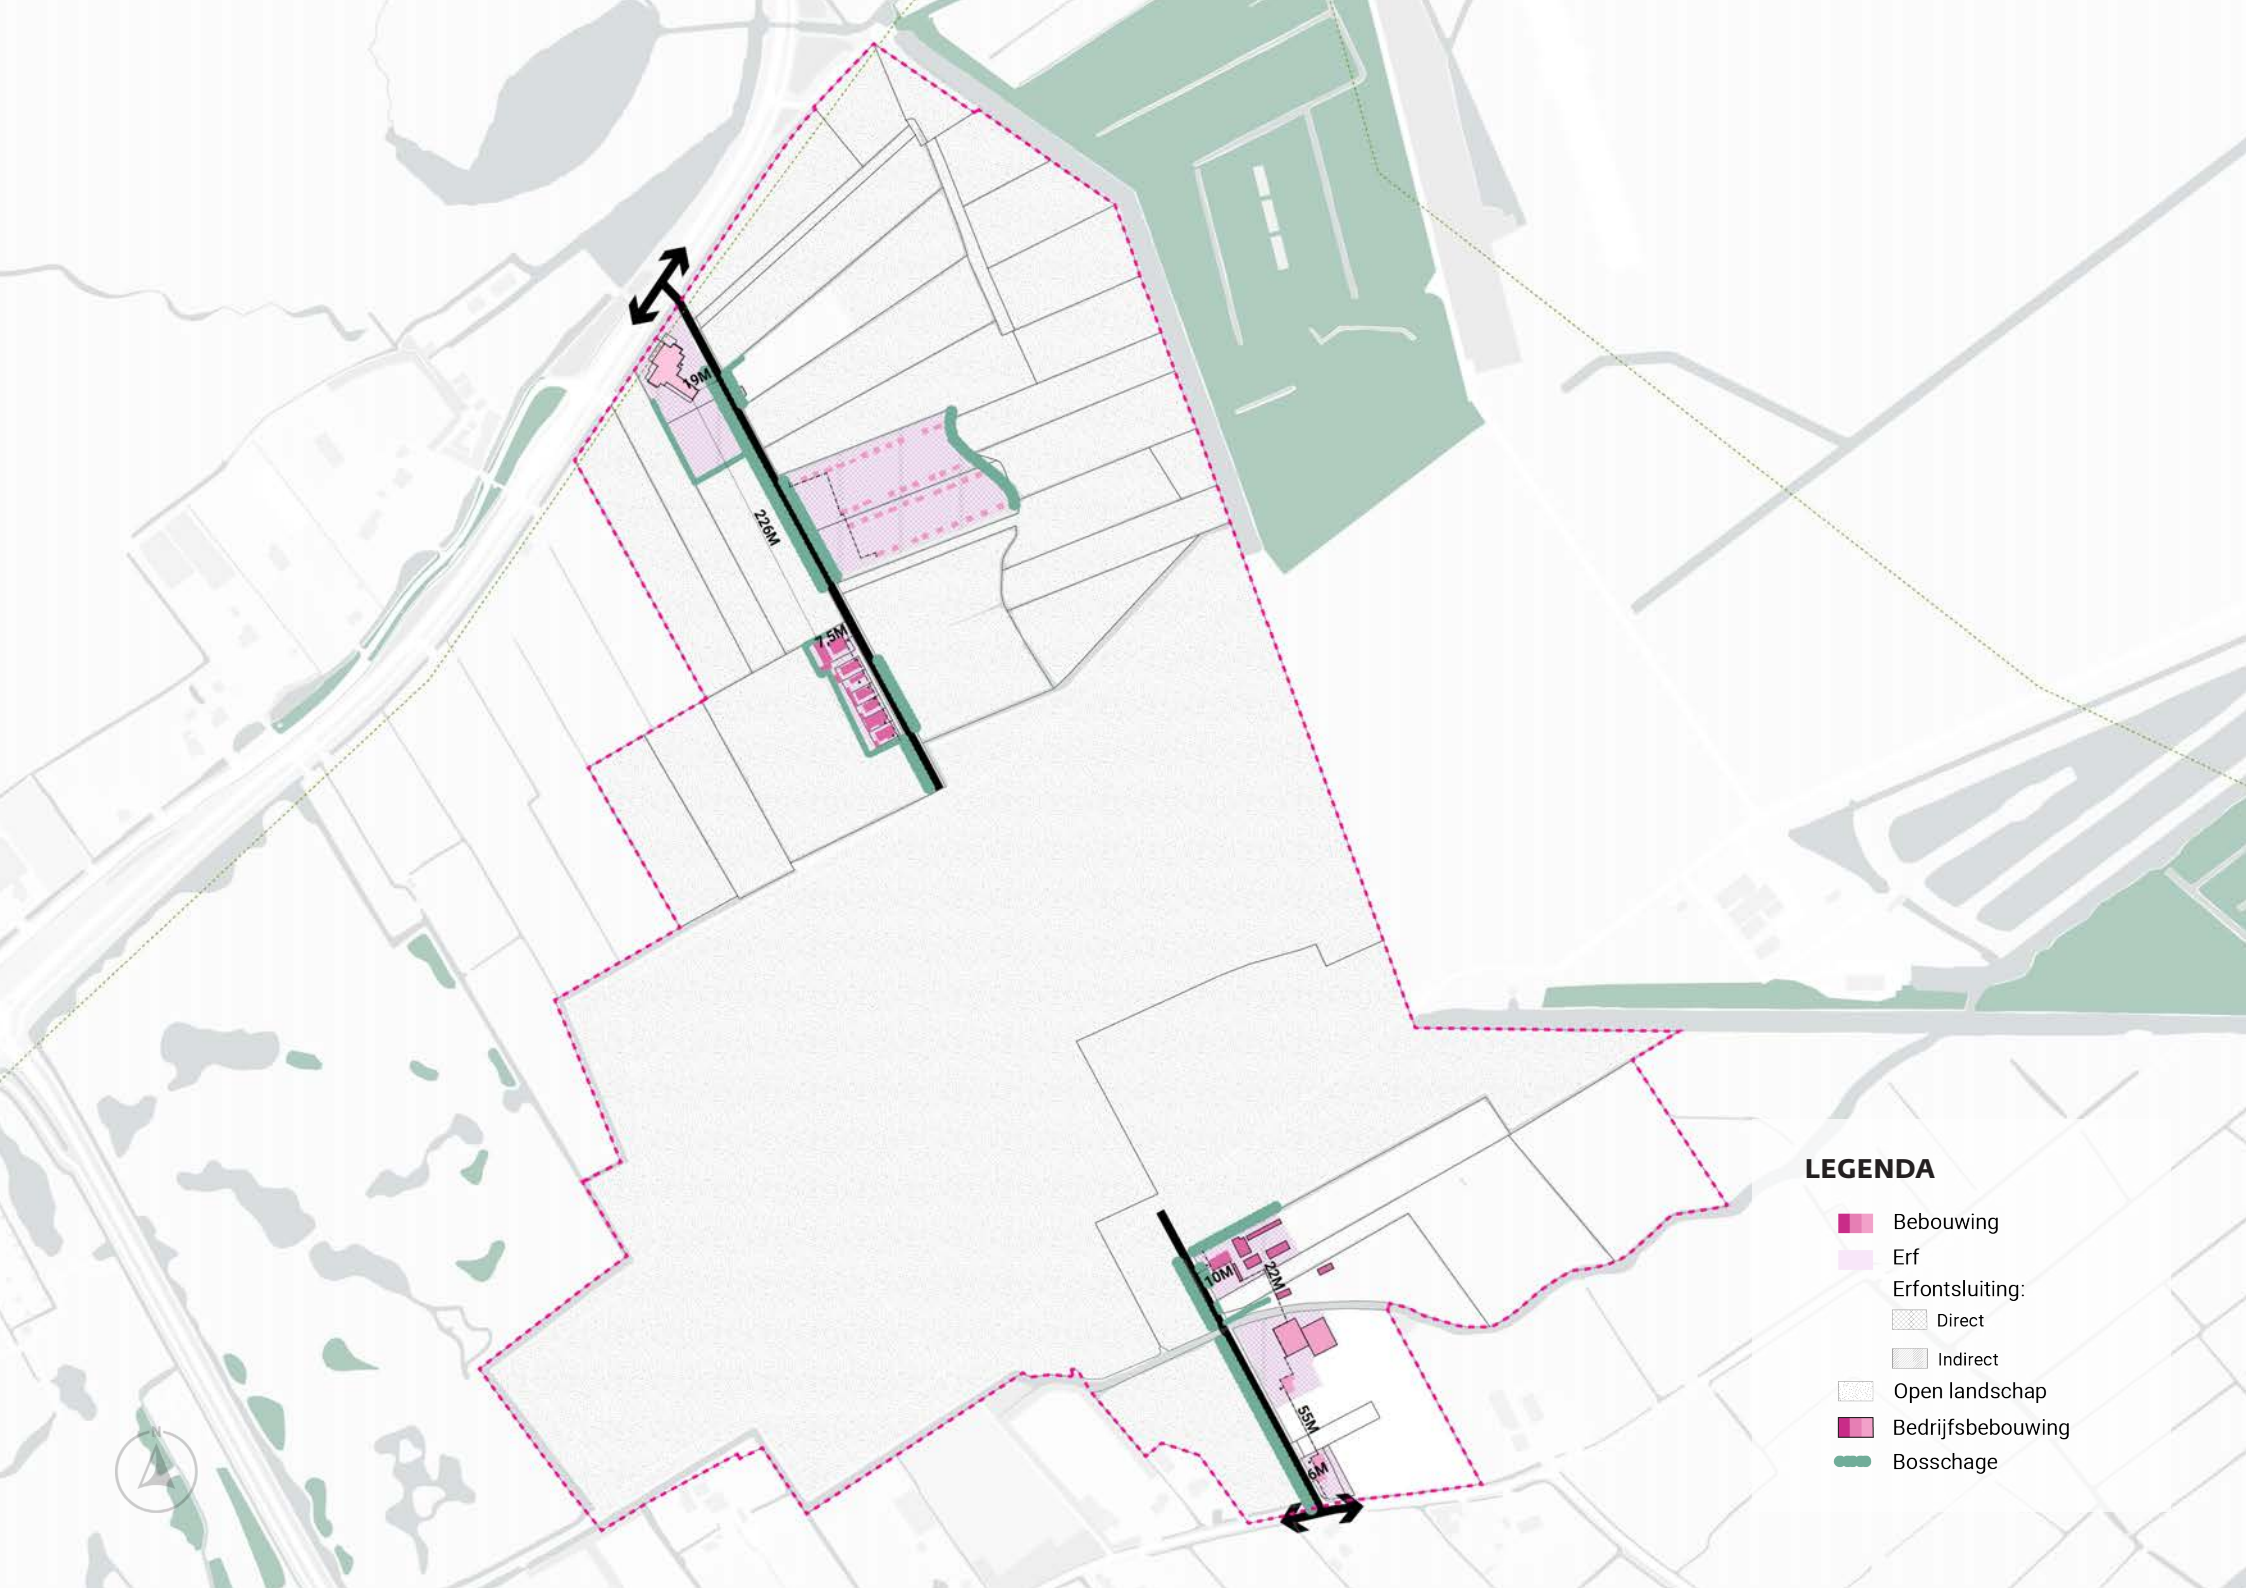 19M
226M
7,5M
10M
22M
55M
6M
N
LEGENDA
Bebouwing
Erf
Erfontsluiting:
Direct
Indirect
Open landschap
Bedrijfsbebouwing
Bosschage